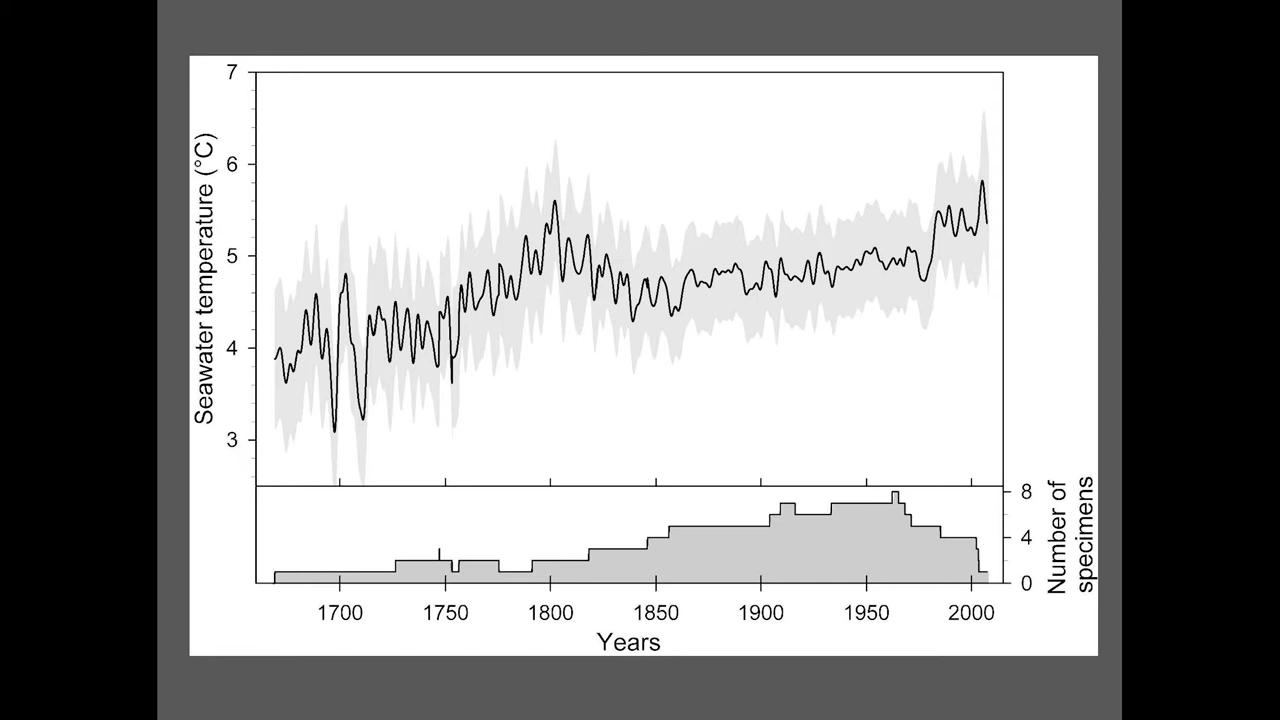 7
6
5
4
3
Seawater temperature (°C)
8
4
0
Number of
specimens
1700 1750 1800 1850 1900 1950 2000
Years